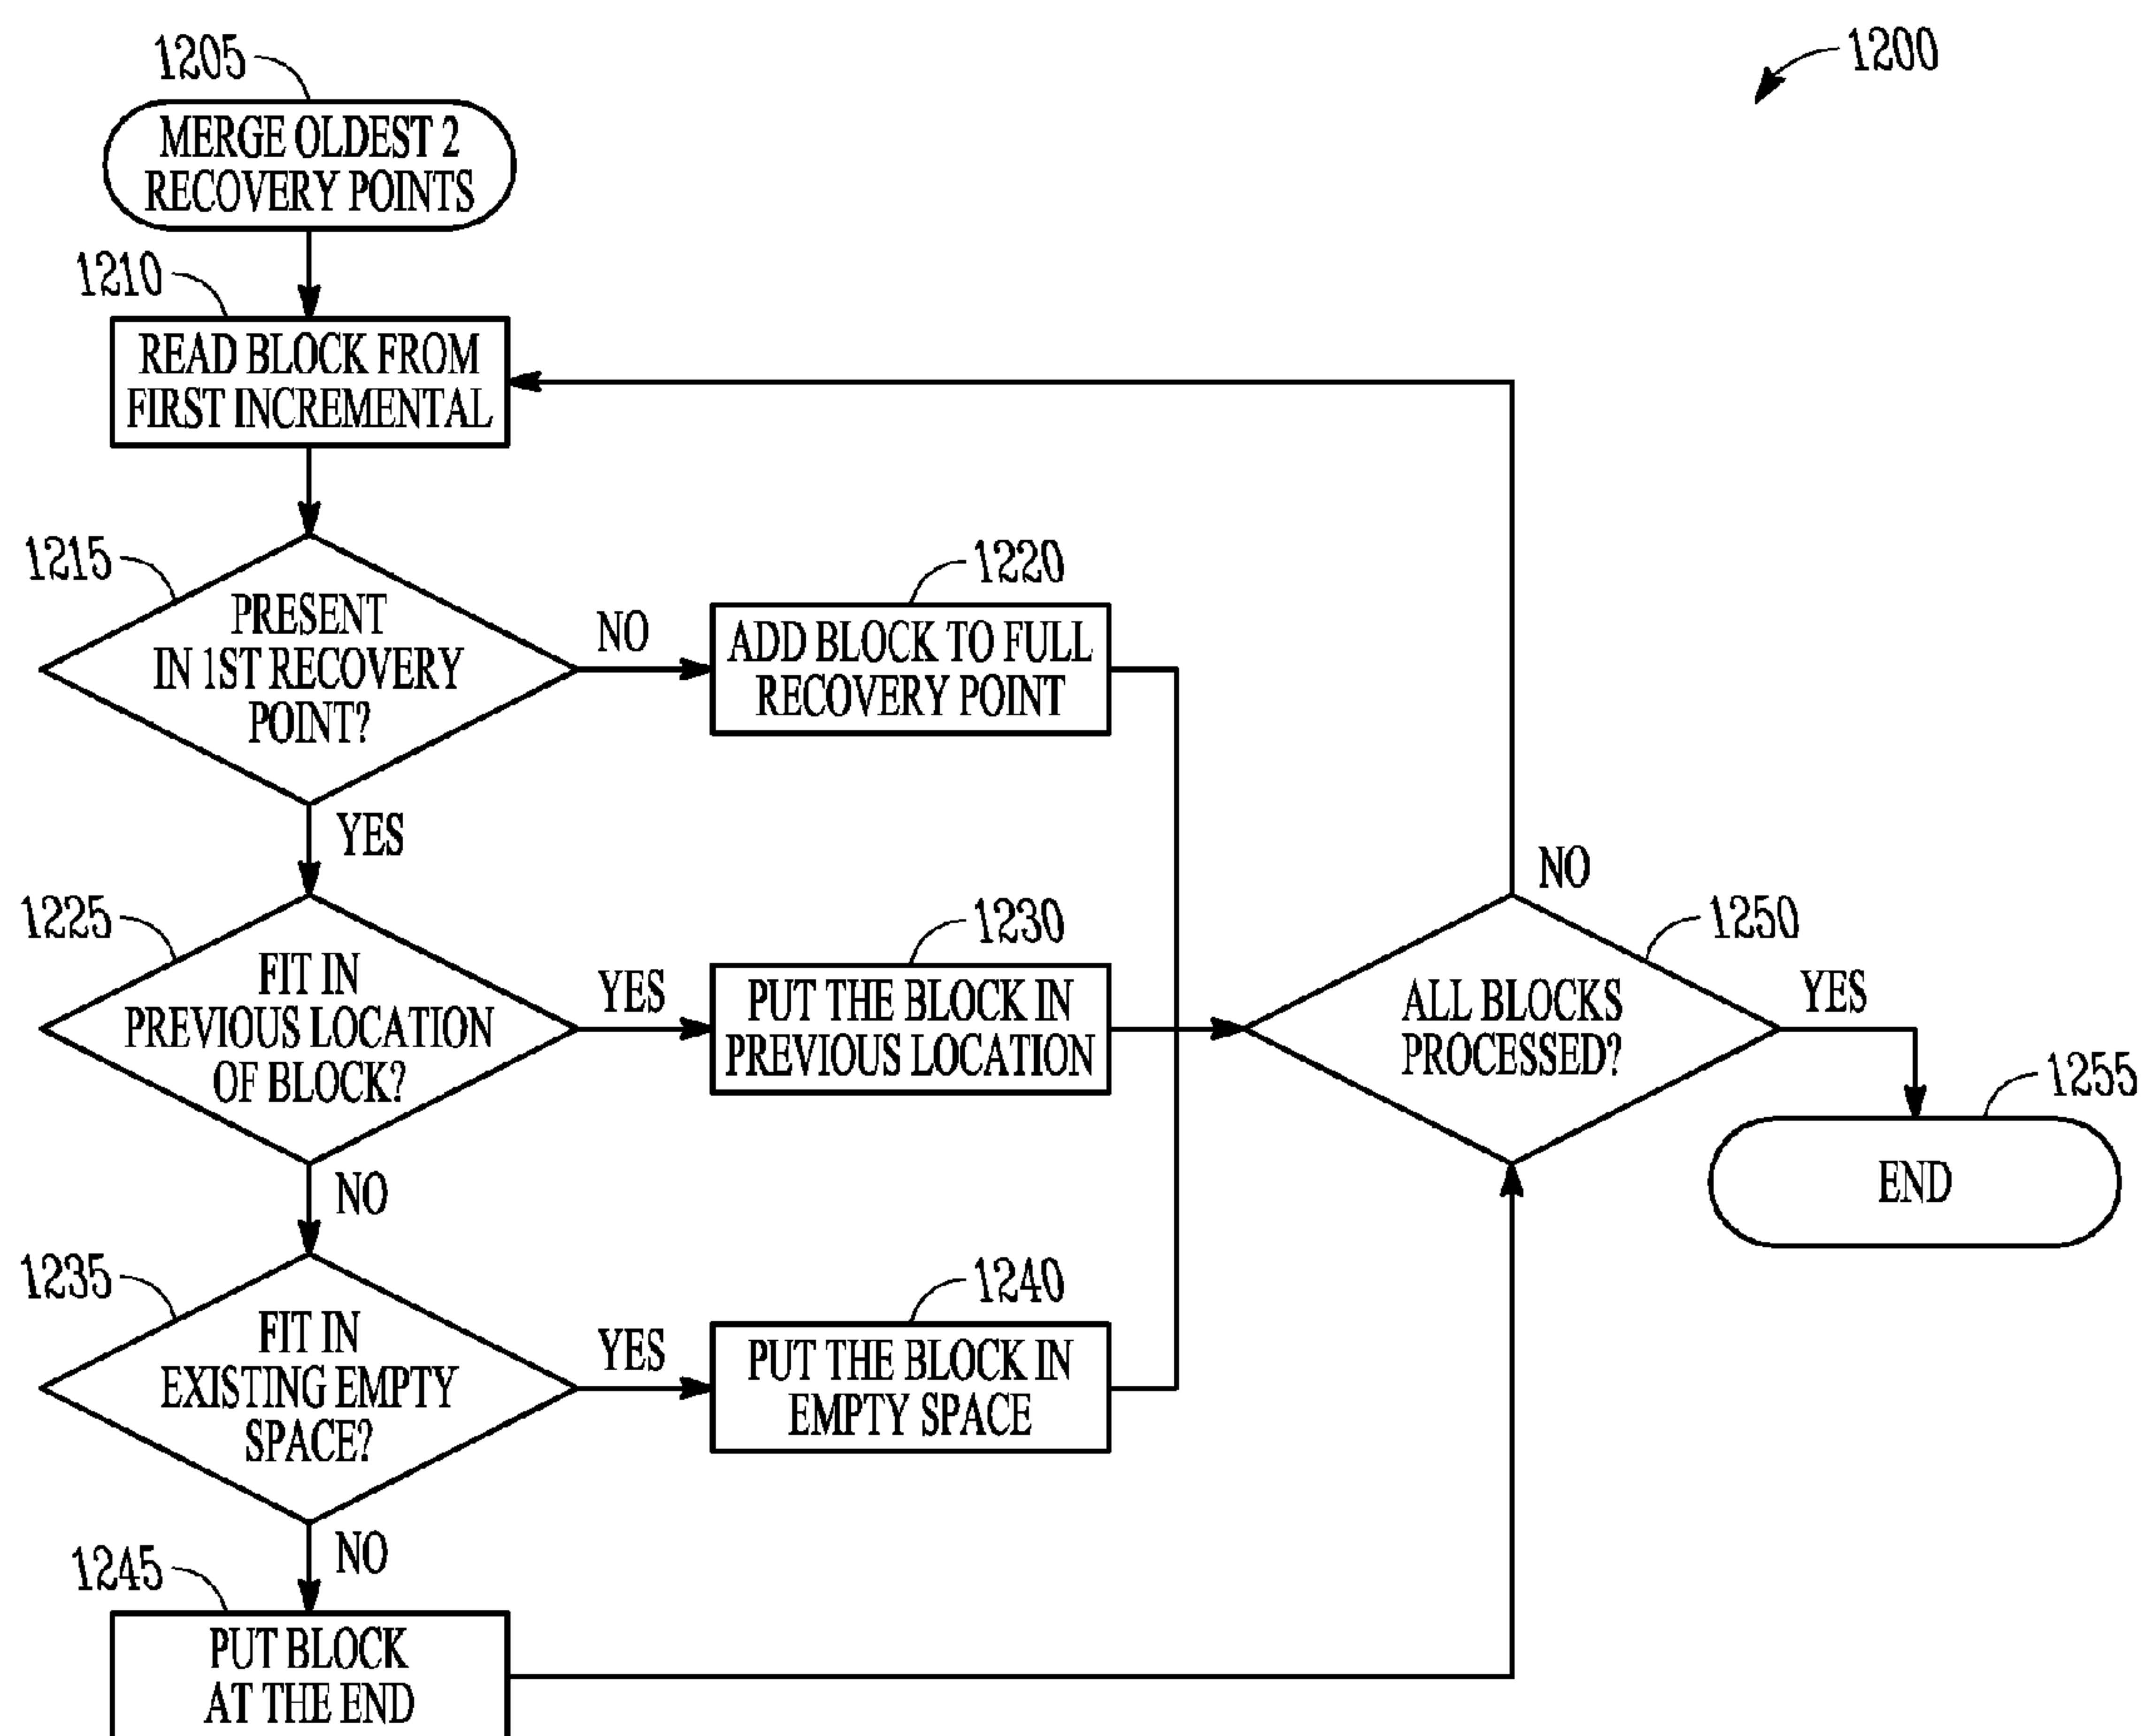 1200
1205
MERGE OLDEST 2
RECOVERY POINTS
1210
READ BLOCK FROM
FIRST INCREMENTAL
1215
PRESENT
IN 1ST RECOVERY
POINT?
NO
1220
ADD BLOCK TO FULL
RECOVERY POINT
YES
1225
FIT IN
PREVIOUS LOCATION
OF BLOCK?
YES
1230
PUT THE BLOCK IN
PREVIOUS LOCATION
NO
1235
FIT IN
EXISTING EMPTY
SPACE?
YES
1240
PUT THE BLOCK IN
EMPTY SPACE
NO
1245
PUT BLOCK
AT THE END
NO
1250
ALL BLOCKS
PROCESSED?
YES
1255
END